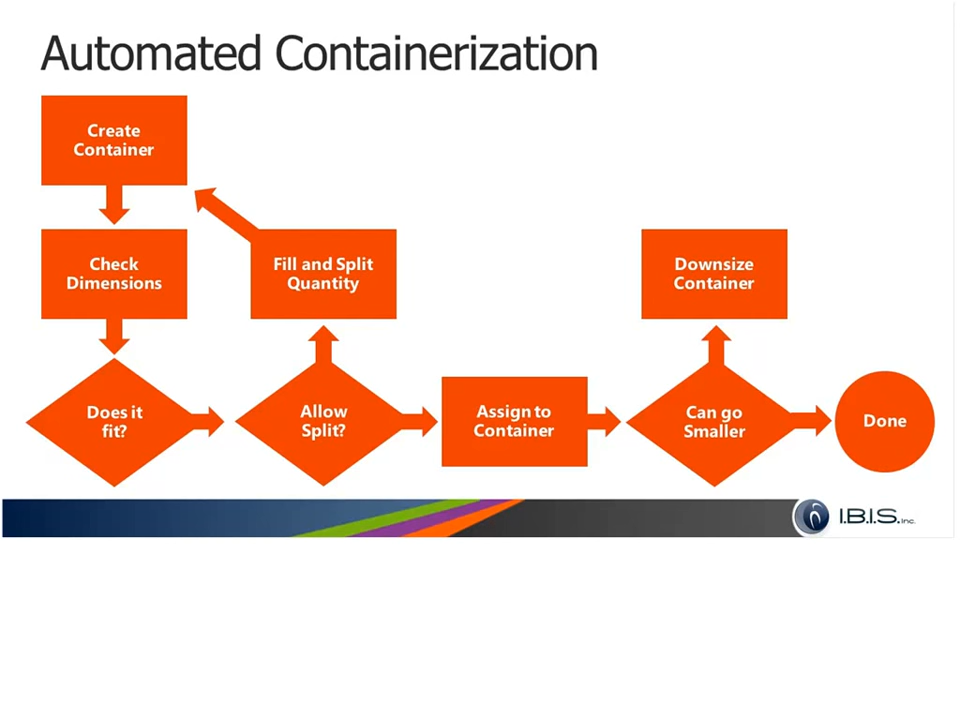 Automated Containerization
Create
Container
Check
Dimensions
Fill and Split
Quantity
Downsize
Container
Does it
fit?
Allow
Split?
Assign to
Container
Can go
Smaller
Done
I.B.I.S. Inc.